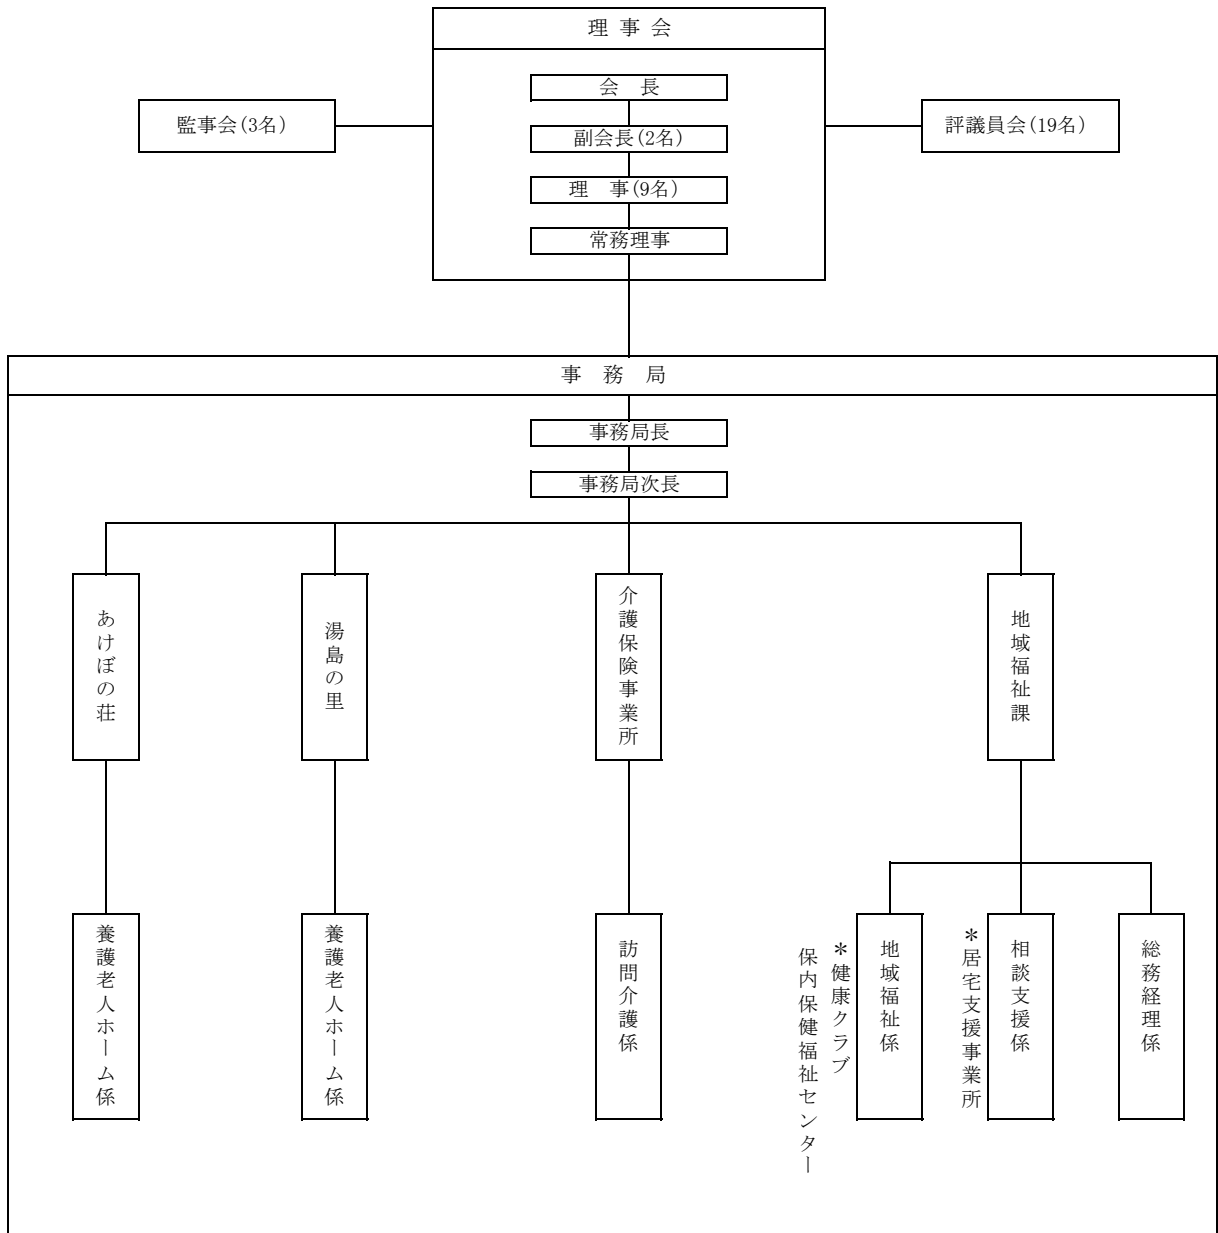 理 事 会
会　長
副会長(2名)
理　事(9名)
常務理事
監事会(3名)
評議員会(19名)
事　務　局
事務局長
事務局次長
あけぼの荘
湯島の里
介護保険事業所
地域福祉課
養護老人ホーム係
養護老人ホーム係
訪問介護係
地域福祉係
＊健康クラブ
保内保健福祉センター
相談支援係
＊居宅支援事業所
総務経理係